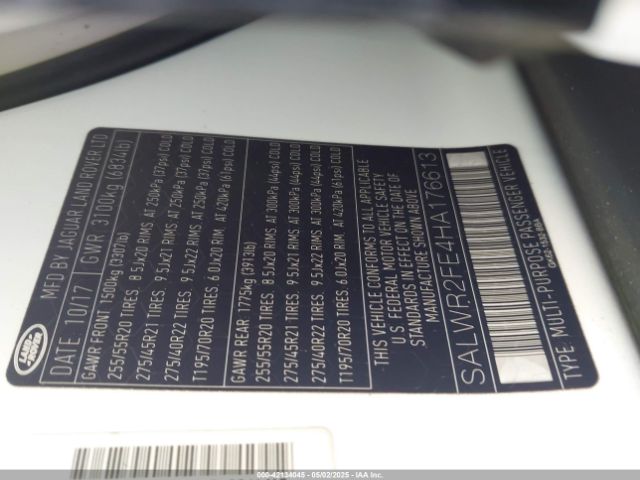 LAND ROVER
MFD BY JAGUAR LAND ROVER LTD
DATE: 10/17 GVWR 3100kg (6834lb)
GAWR FRONT 1500kg (3307lb)
255/55R20 TIRES 8.5Jx20 RIMS AT 250kPa (37psi) COLD
275/45R21 TIRES 9.5Jx21 RIMS AT 250kPa (37psi) COLD
275/40R22 TIRES 9.5Jx22 RIMS AT 250kPa (37psi) COLD
T195/70R20 TIRES 6.0Jx20 RIM AT 420kPa (61psi) COLD
GAWR REAR 1775kg (3913lb)
255/55R20 TIRES 8.5Jx20 RIMS AT 300kPa (44psi) COLD
275/45R21 TIRES 9.5Jx21 RIMS AT 300kPa (44psi) COLD
275/40R22 TIRES 9.5Jx22 RIMS AT 300kPa (44psi) COLD
T195/70R20 TIRES 6.0Jx20 RIM AT 420kPa (61psi) COLD
THIS VEHICLE CONFORMS TO ALL APPLICABLE
U.S FEDERAL MOTOR VEHICLE SAFETY
STANDARDS IN EFFECT ON THE DATE OF
MANUFACTURE SHOWN ABOVE
SALWR2FE4HA176613
TYPE: MULTI-PURPOSE PASSENGER VEHICLE
000-42134045 - 05/02/2025 - IAAI.com